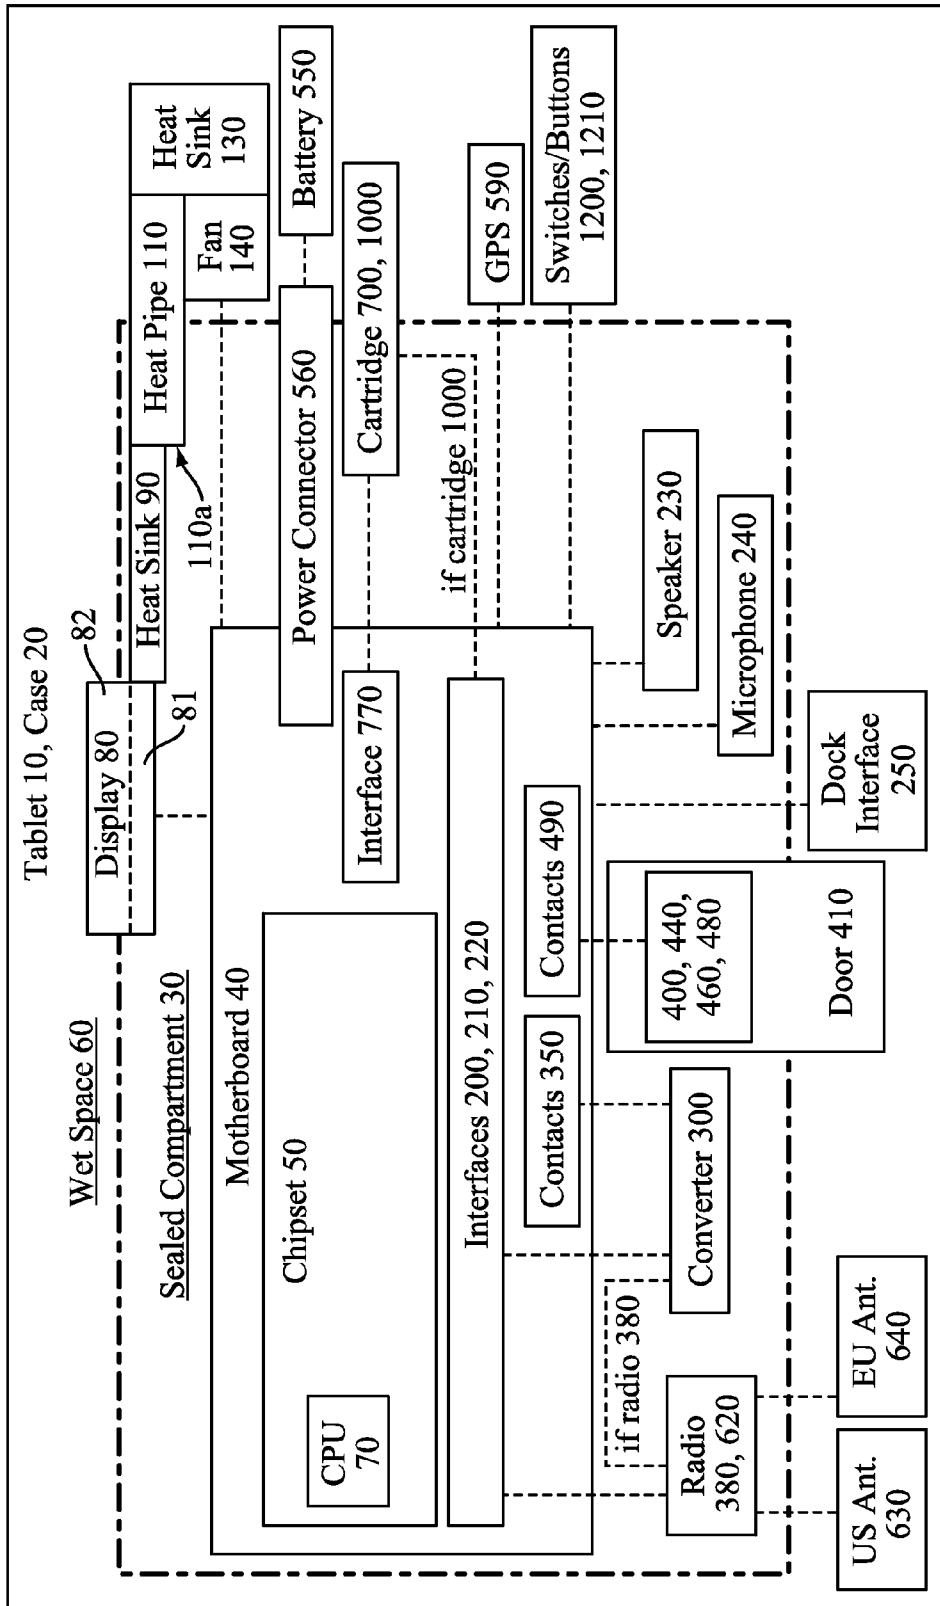 Tablet 10, Case 20
Wet Space 60
Display 80
82
81
Heat Sink 90
110a
Heat Pipe 110
Heat
Sink
130
Fan
140
Sealed Compartment 30
Motherboard 40
Power Connector 560
Battery 550
Chipset 50
CPU
70
Interface 770
Cartridge 700, 1000
if cartridge 1000
Interfaces 200, 210, 220
GPS 590
Contacts 350
Contacts 490
Switches/Buttons
1200, 1210
if radio 380
Radio
380, 620
Converter 300
400, 440,
460, 480
Door 410
Speaker 230
Microphone 240
Dock
Interface
250
US Ant.
630
EU Ant.
640